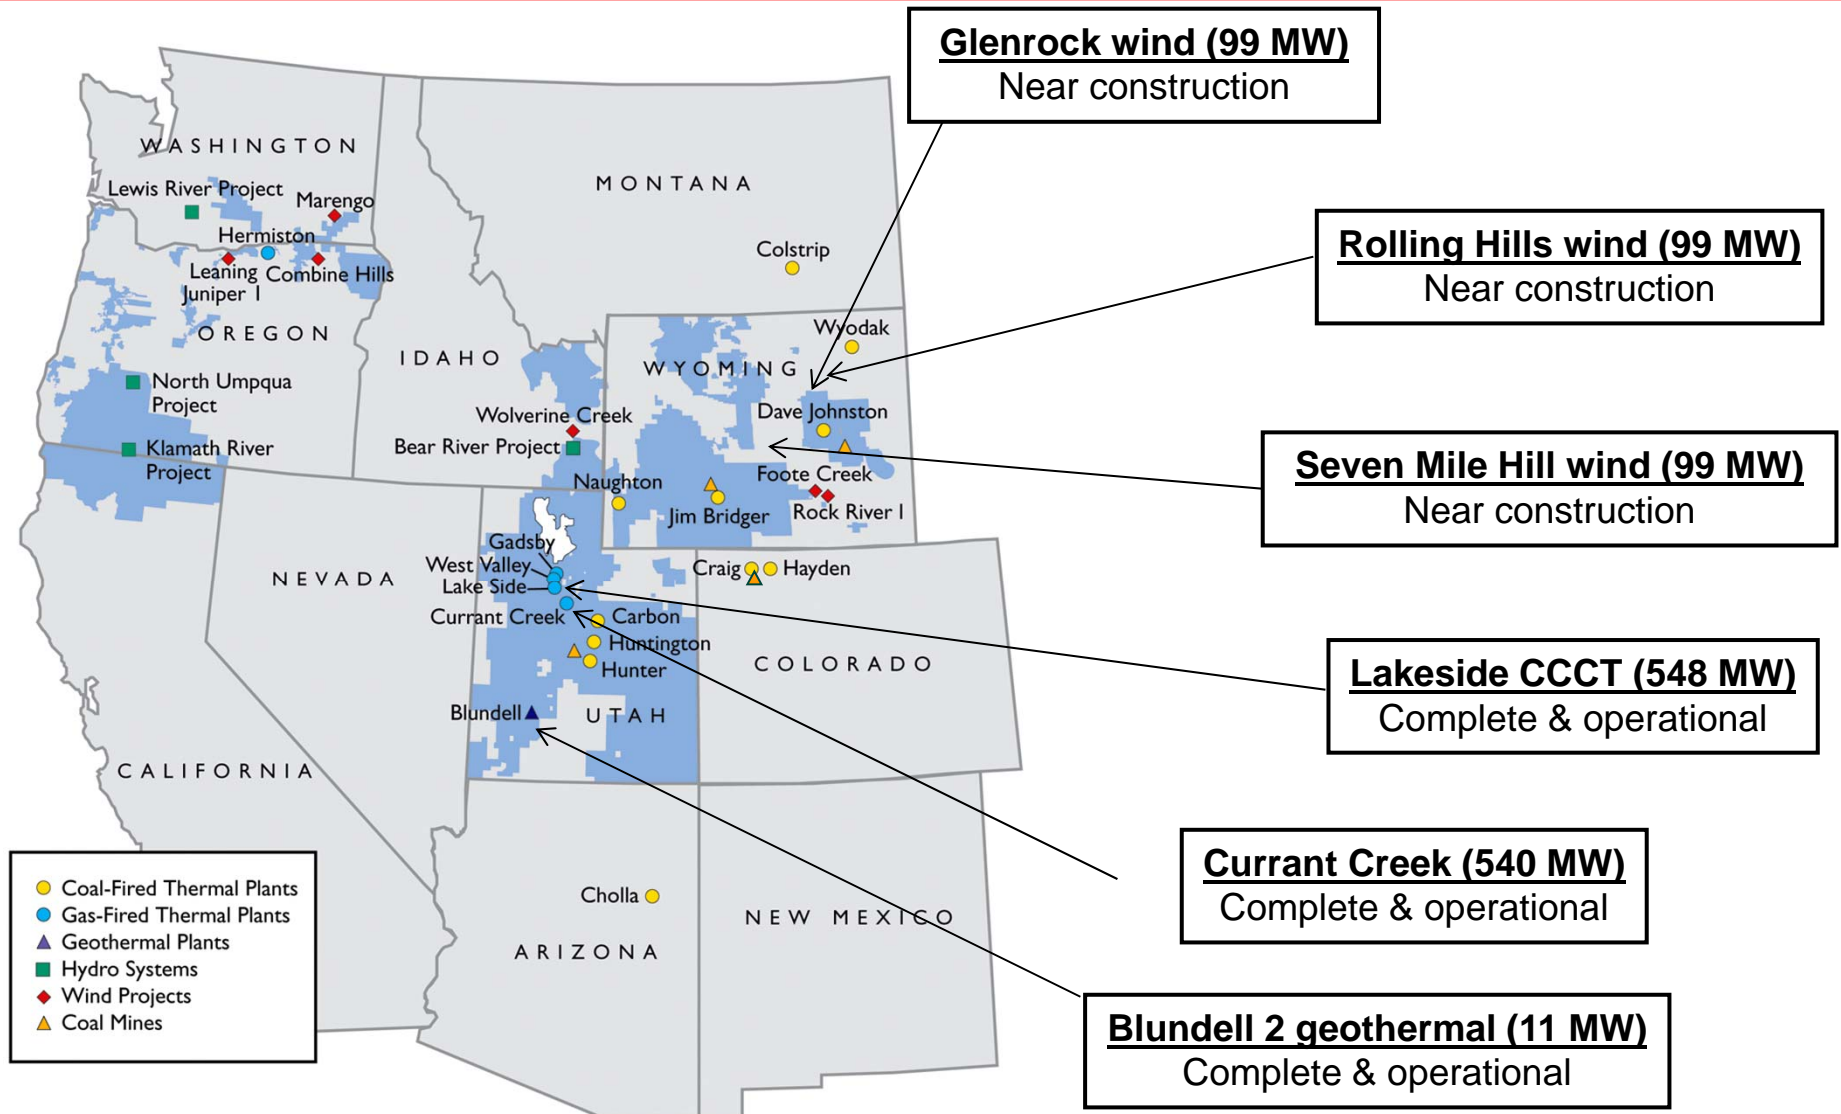 Glenrock wind (99 MW)
Near construction
Rolling Hills wind (99 MW)
Near construction
Seven Mile Hill wind (99 MW)
Near construction
Lakeside CCCT (548 MW)
Complete & operational
Currant Creek (540 MW)
Complete & operational
Blundell 2 geothermal (11 MW)
Complete & operational
WASHINGTON
Lewis River Project
Marengo
Hermiston
Leaning
Juniper 1
Combine Hills
OREGON
North Umpqua
Project
Klamath River
Project
MONTANA
Colstrip
IDAHO
Wolverine Creek
Bear River Project
WYOMING
Wyodak
Dave Johnston
Naughton
Jim Bridger
Foote Creek
Rock River I
NEVADA
Gadsby
West Valley
Lake Side
Currant Creek
Carbon
Huntington
Hunter
Blundell
UTAH
Craig
Hayden
COLORADO
CALIFORNIA
Cholla
ARIZONA
NEW MEXICO
Coal-Fired Thermal Plants
Gas-Fired Thermal Plants
Geothermal Plants
Hydro Systems
Wind Projects
Coal Mines